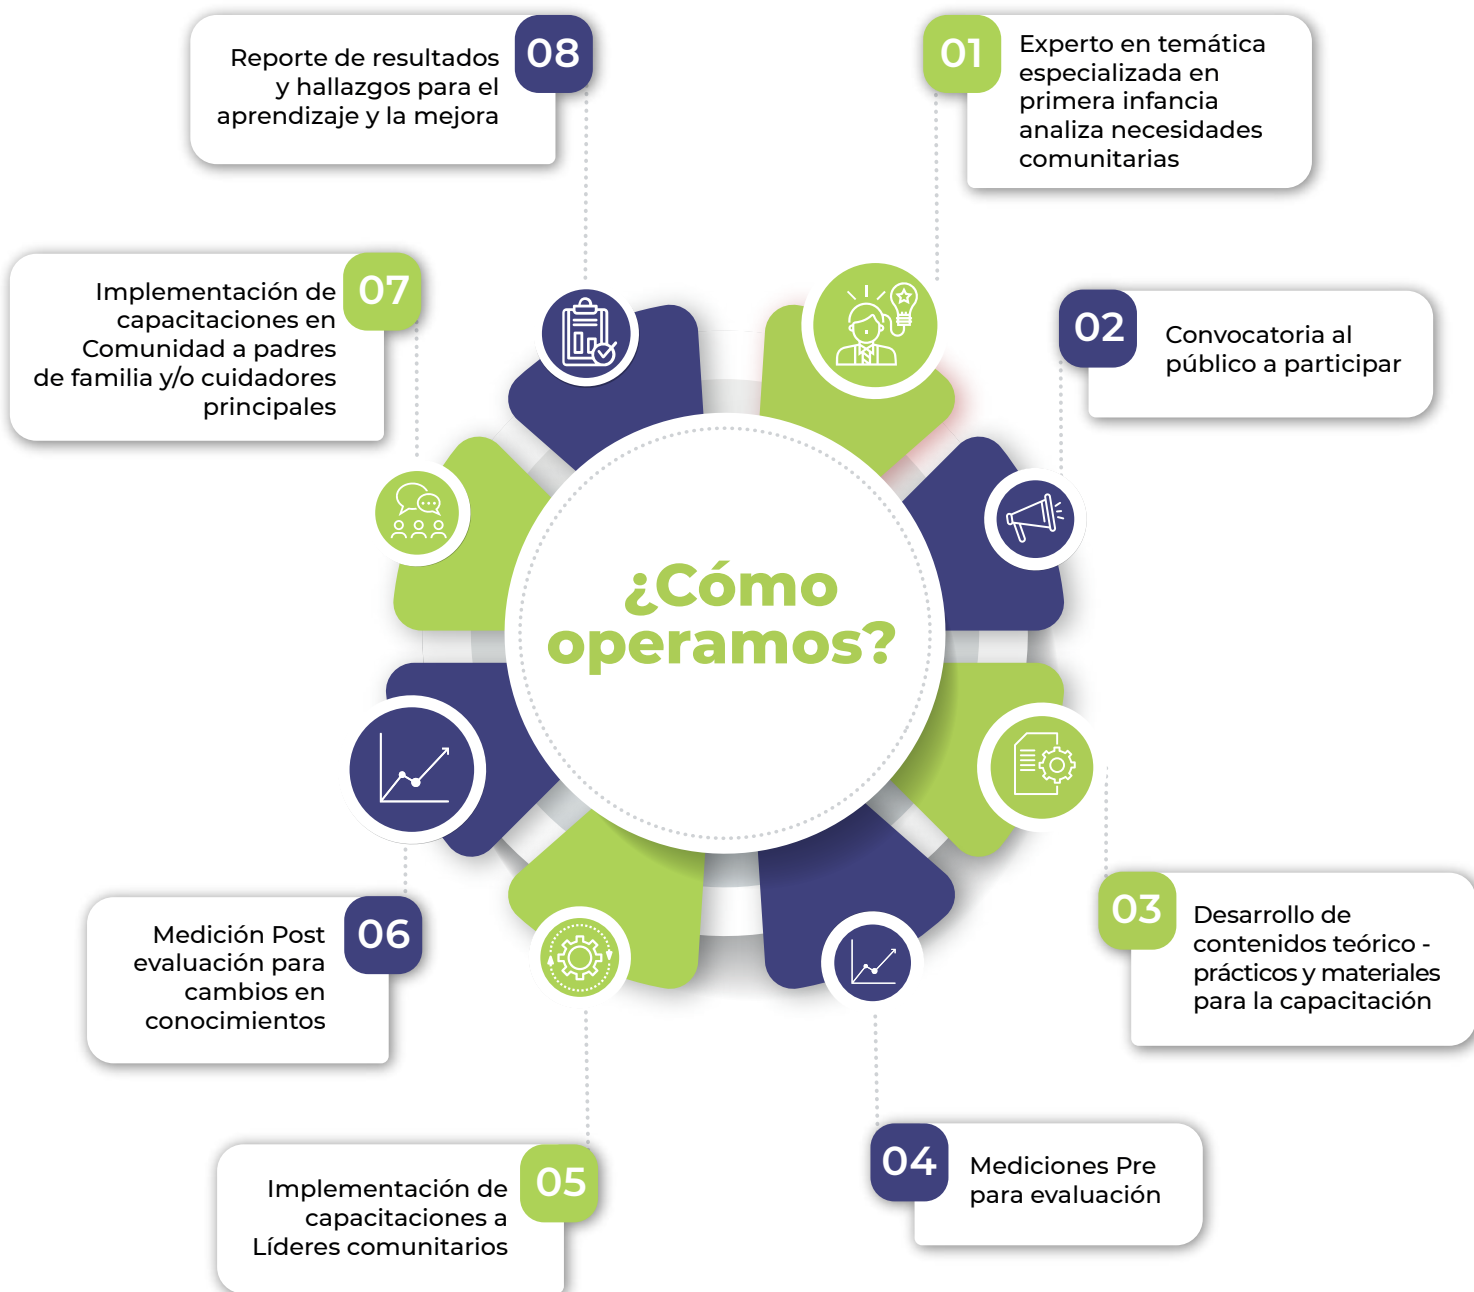 ¿Cómo
operamos?
01
Experto en temática
especializada en
primera infancia
analiza necesidades
comunitarias
02
Convocatoria al
público a participar
03
Desarrollo de
contenidos teórico -
prácticos y materiales
para la capacitación
04
Mediciones Pre
para evaluación
05
Implementación de
capacitaciones a
Líderes comunitarios
06
Medición Post
evaluación para
cambios en
conocimientos
07
Implementación de
capacitaciones en
Comunidad a padres
de familia y/o cuidadores
principales
08
Reporte de resultados
y hallazgos para el
aprendizaje y la mejora